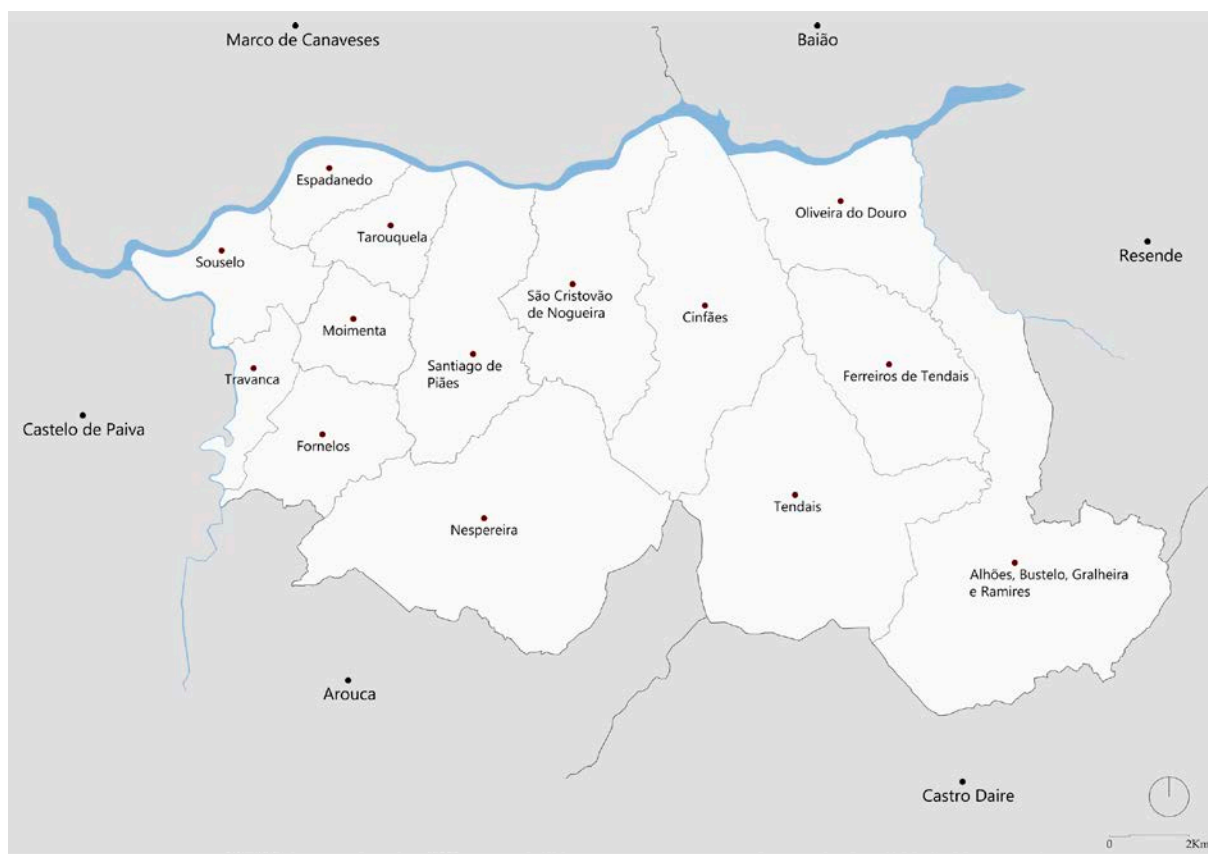 Marco de Canaveses
Baião
Espadanedo
Tarouquela
Oliveira do Douro
Souselo
Resende
São Cristovão
de Nogueira
Cinfães
Moimenta
Santiago de
Piães
Travanca
Ferreiros de Tendais
Castelo de Paiva
Fornelos
Tendais
Nespereira
Alhões, Bustelo, Gralheira
e Ramires
Arouca
Castro Daire
0
2Km